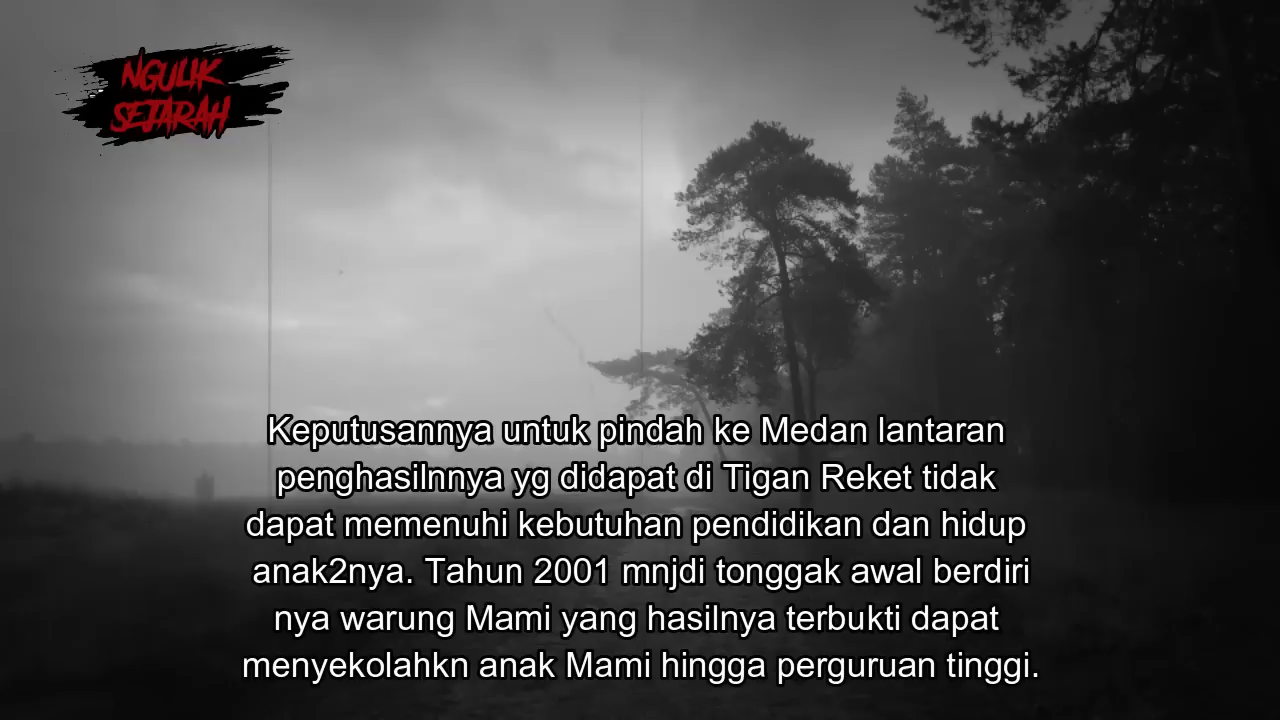 NGULIK
SEJARAH
Keputusannya untuk pindah ke Medan lantaran
penghasilnnya yg didapat di Tigan Reket tidak
dapat memenuhi kebutuhan pendidikan dan hidup
anak2nya. Tahun 2001 mnjdi tonggak awal berdiri
nya warung Mami yang hasilnya terbukti dapat
menyekolahkn anak Mami hingga perguruan tinggi.